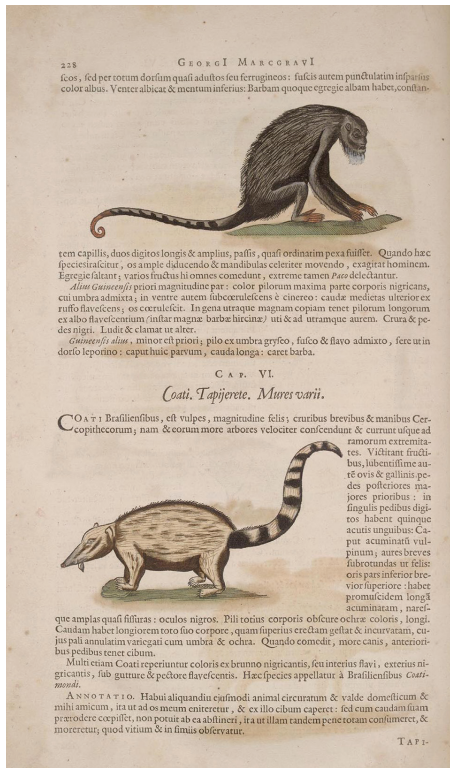 228
GEORGI MARCGRAVI
scos, sed per totum dorsum quasi adustos seu ferrugineos: fuscis autem punctulatim inspersus
color albus. Venter albicat & mentum inferius: Barbam quoque egregie albam habet, constan-
tem capillis, duos digitos longis & amplius, passis, quasi ordinatim pexa fuisset. Quando hæc
species irascitur, os ample diducendo & mandibulas celeriter movendo, exagitat hominem.
Egregie saltant; varios fructus hi omnes comedunt, extreme tamen Paco delectantur.
Alius Guineensis priori magnitudine par: color pilorum maxima parte corporis nigricans,
cui umbra admixta; in ventre autem subcœrulescens è cinereo: caudæ medietas ulterior ex
ruffo flavescens; os cœrulescit. In gena utraque magnam copiam tenet pilorum longorum
ex albo flavescentium (instar magnæ barbæ hircinæ) uti & ad utramque aurem. Crura & pe-
des nigri. Ludit & clamat ut alter.
Guineensis alius, minor est priori; pilo ex umbra gryseo, fusco & flavo admixto, fere ut in
dorso leporino: caput huic parvum, cauda longa: caret barba.
CAP. VI.
Coati. Tapijerete. Mures varii.
COATI Brasiliensibus, est vulpes, magnitudine felis; cruribus brevibus & manibus Cer-
copithecorum; nam & eorum more arbores velociter conscendunt & currunt usque ad
ramorum extremita-
tes. Victitant fructi-
bus, lubentissime au-
tē ovis & gallinis. pe-
des posteriores ma-
jores prioribus: in
singulis pedibus digi-
tos habent quinque
acutis unguibus: Ca-
put acuminatū vul-
pinum; aures breves
subrotundas ut felis:
oris pars inferior bre-
vior superiore: habet
promuscidem longā
acuminatam, nares-
que amplas quasi fissuras: oculos nigros. Pili totius corporis obscure ochræ coloris, longi.
Caudam habet longiorem toto suo corpore, quam superius erectam gestat & incurvatam, cu-
jus pali annulatim variegati cum umbra & ochra. Quando comedit, more canis, anteriori-
bus pedibus tenet cibum.
Multi etiam Coati reperiuntur coloris ex brunno nigricantis, seu interius flavi, exterius ni-
gricantis, sub gutture & pectore flavescentis. Hæc species appellatur à Brasiliensibus Coati-
mondi.
ANNOTATIO. Habui aliquandiu ejusmodi animal circuratum & valde domesticum &
mihi amicum, ita ut ad os meum eniteretur, & ex illo cibum caperet: sed cum caudam suam
prærodere cœpisset, non potuit ab ea abstineri, ita ut illam tandem pene totam consumeret, &
moreretur; quod vitium & in simiis observatur.
TAPI-